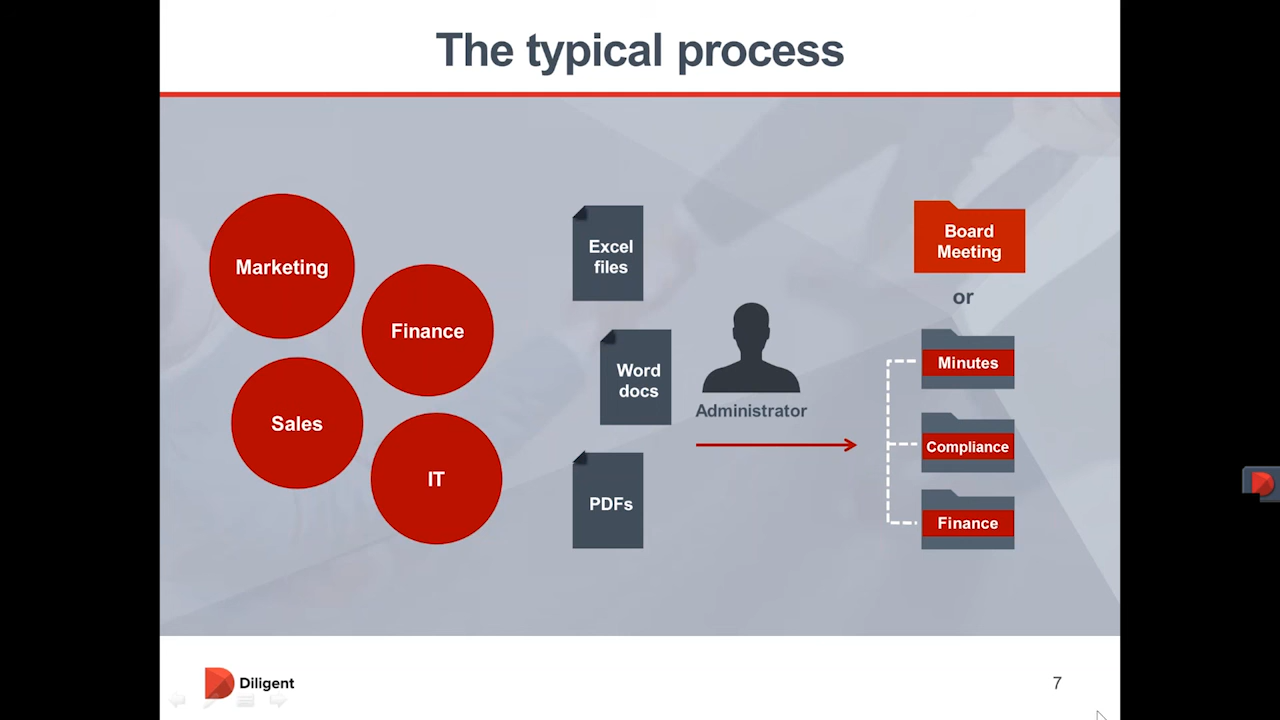 The typical process
Marketing
Finance
Sales
IT
Excel
files
Word
docs
PDFs
Administrator
Board
Meeting
or
Minutes
Compliance
Finance
Diligent
7